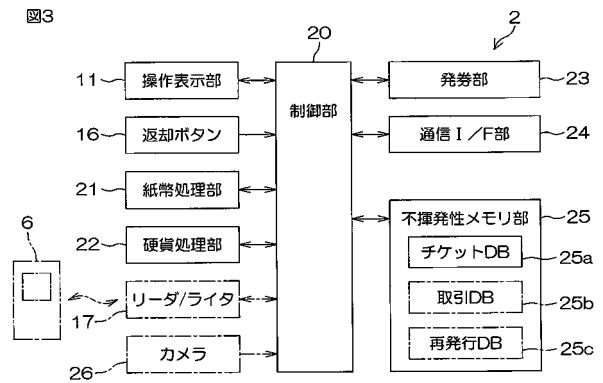 図3
20
2
11
操作表示部
制御部
発券部
23
16
返却ボタン
通信I/F部
24
21
紙幣処理部
不揮発性メモリ部
25
6
22
硬貨処理部
チケットDB
25a
17
リーダ/ライタ
取引DB
25b
26
カメラ
再発行DB
25c